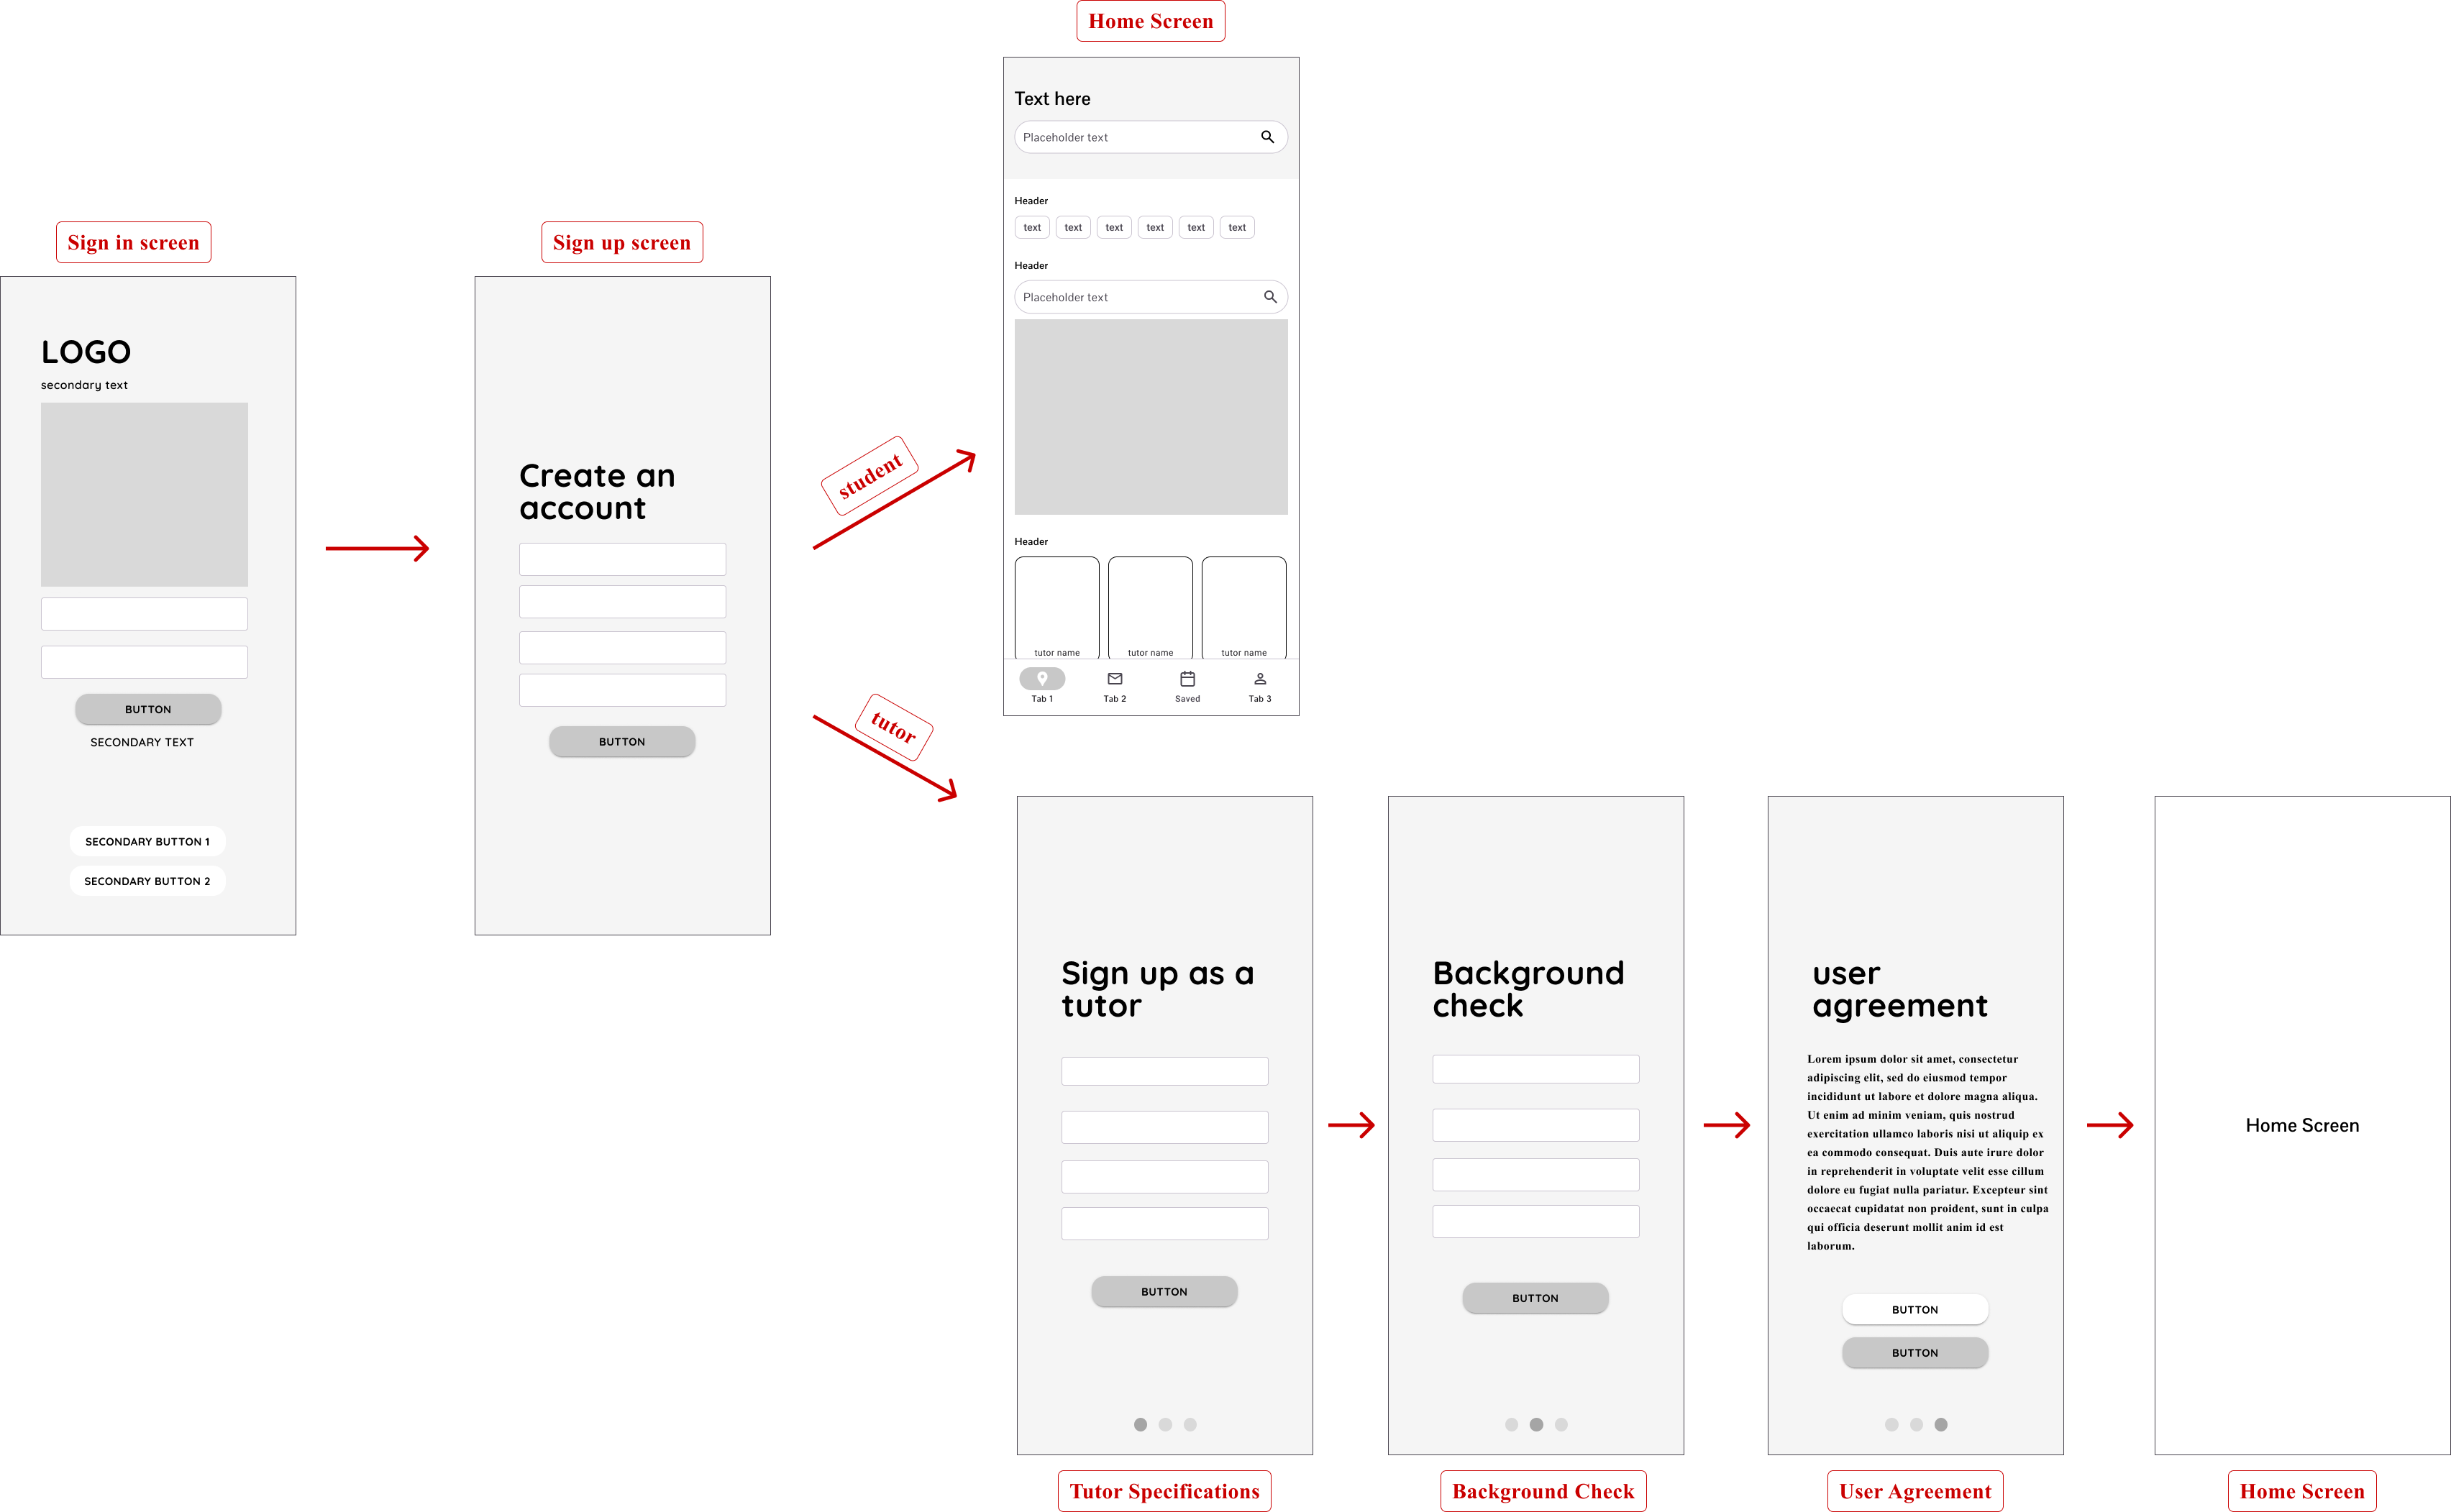 Sign in screen
LOGO
secondary text
BUTTON
SECONDARY TEXT
SECONDARY BUTTON 1
SECONDARY BUTTON 2
Sign up screen
Create an
account
BUTTON
student
tutor
Home Screen
Text here
Placeholder text
Header
text text text text text text
Header
Placeholder text
Header
tutor name tutor name tutor name
Tab 1 Tab 2 Saved Tab 3
Sign up as a
tutor
BUTTON
Tutor Specifications
Background
check
BUTTON
Background Check
user
agreement
Lorem ipsum dolor sit amet, consectetur
adipiscing elit, sed do eiusmod tempor
incididunt ut labore et dolore magna aliqua.
Ut enim ad minim veniam, quis nostrud
exercitation ullamco laboris nisi ut aliquip ex
ea commodo consequat. Duis aute irure dolor
in reprehenderit in voluptate velit esse cillum
dolore eu fugiat nulla pariatur. Excepteur sint
occaecat cupidatat non proident, sunt in culpa
qui officia deserunt mollit anim id est
laborum.
BUTTON
BUTTON
User Agreement
Home Screen
Home Screen